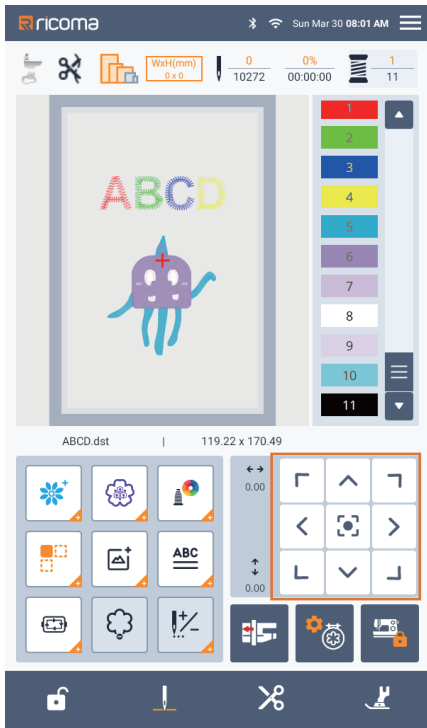 ricoma
Sun Mar 30 08:01 AM
WxH(mm)
0 x 0
0
10272
0%
00:00:00
1
11
1
2
3
4
5
6
7
8
9
10
11
ABCD
ABCD.dst | 119.22 x 170.49
0.00
ABC
0.00